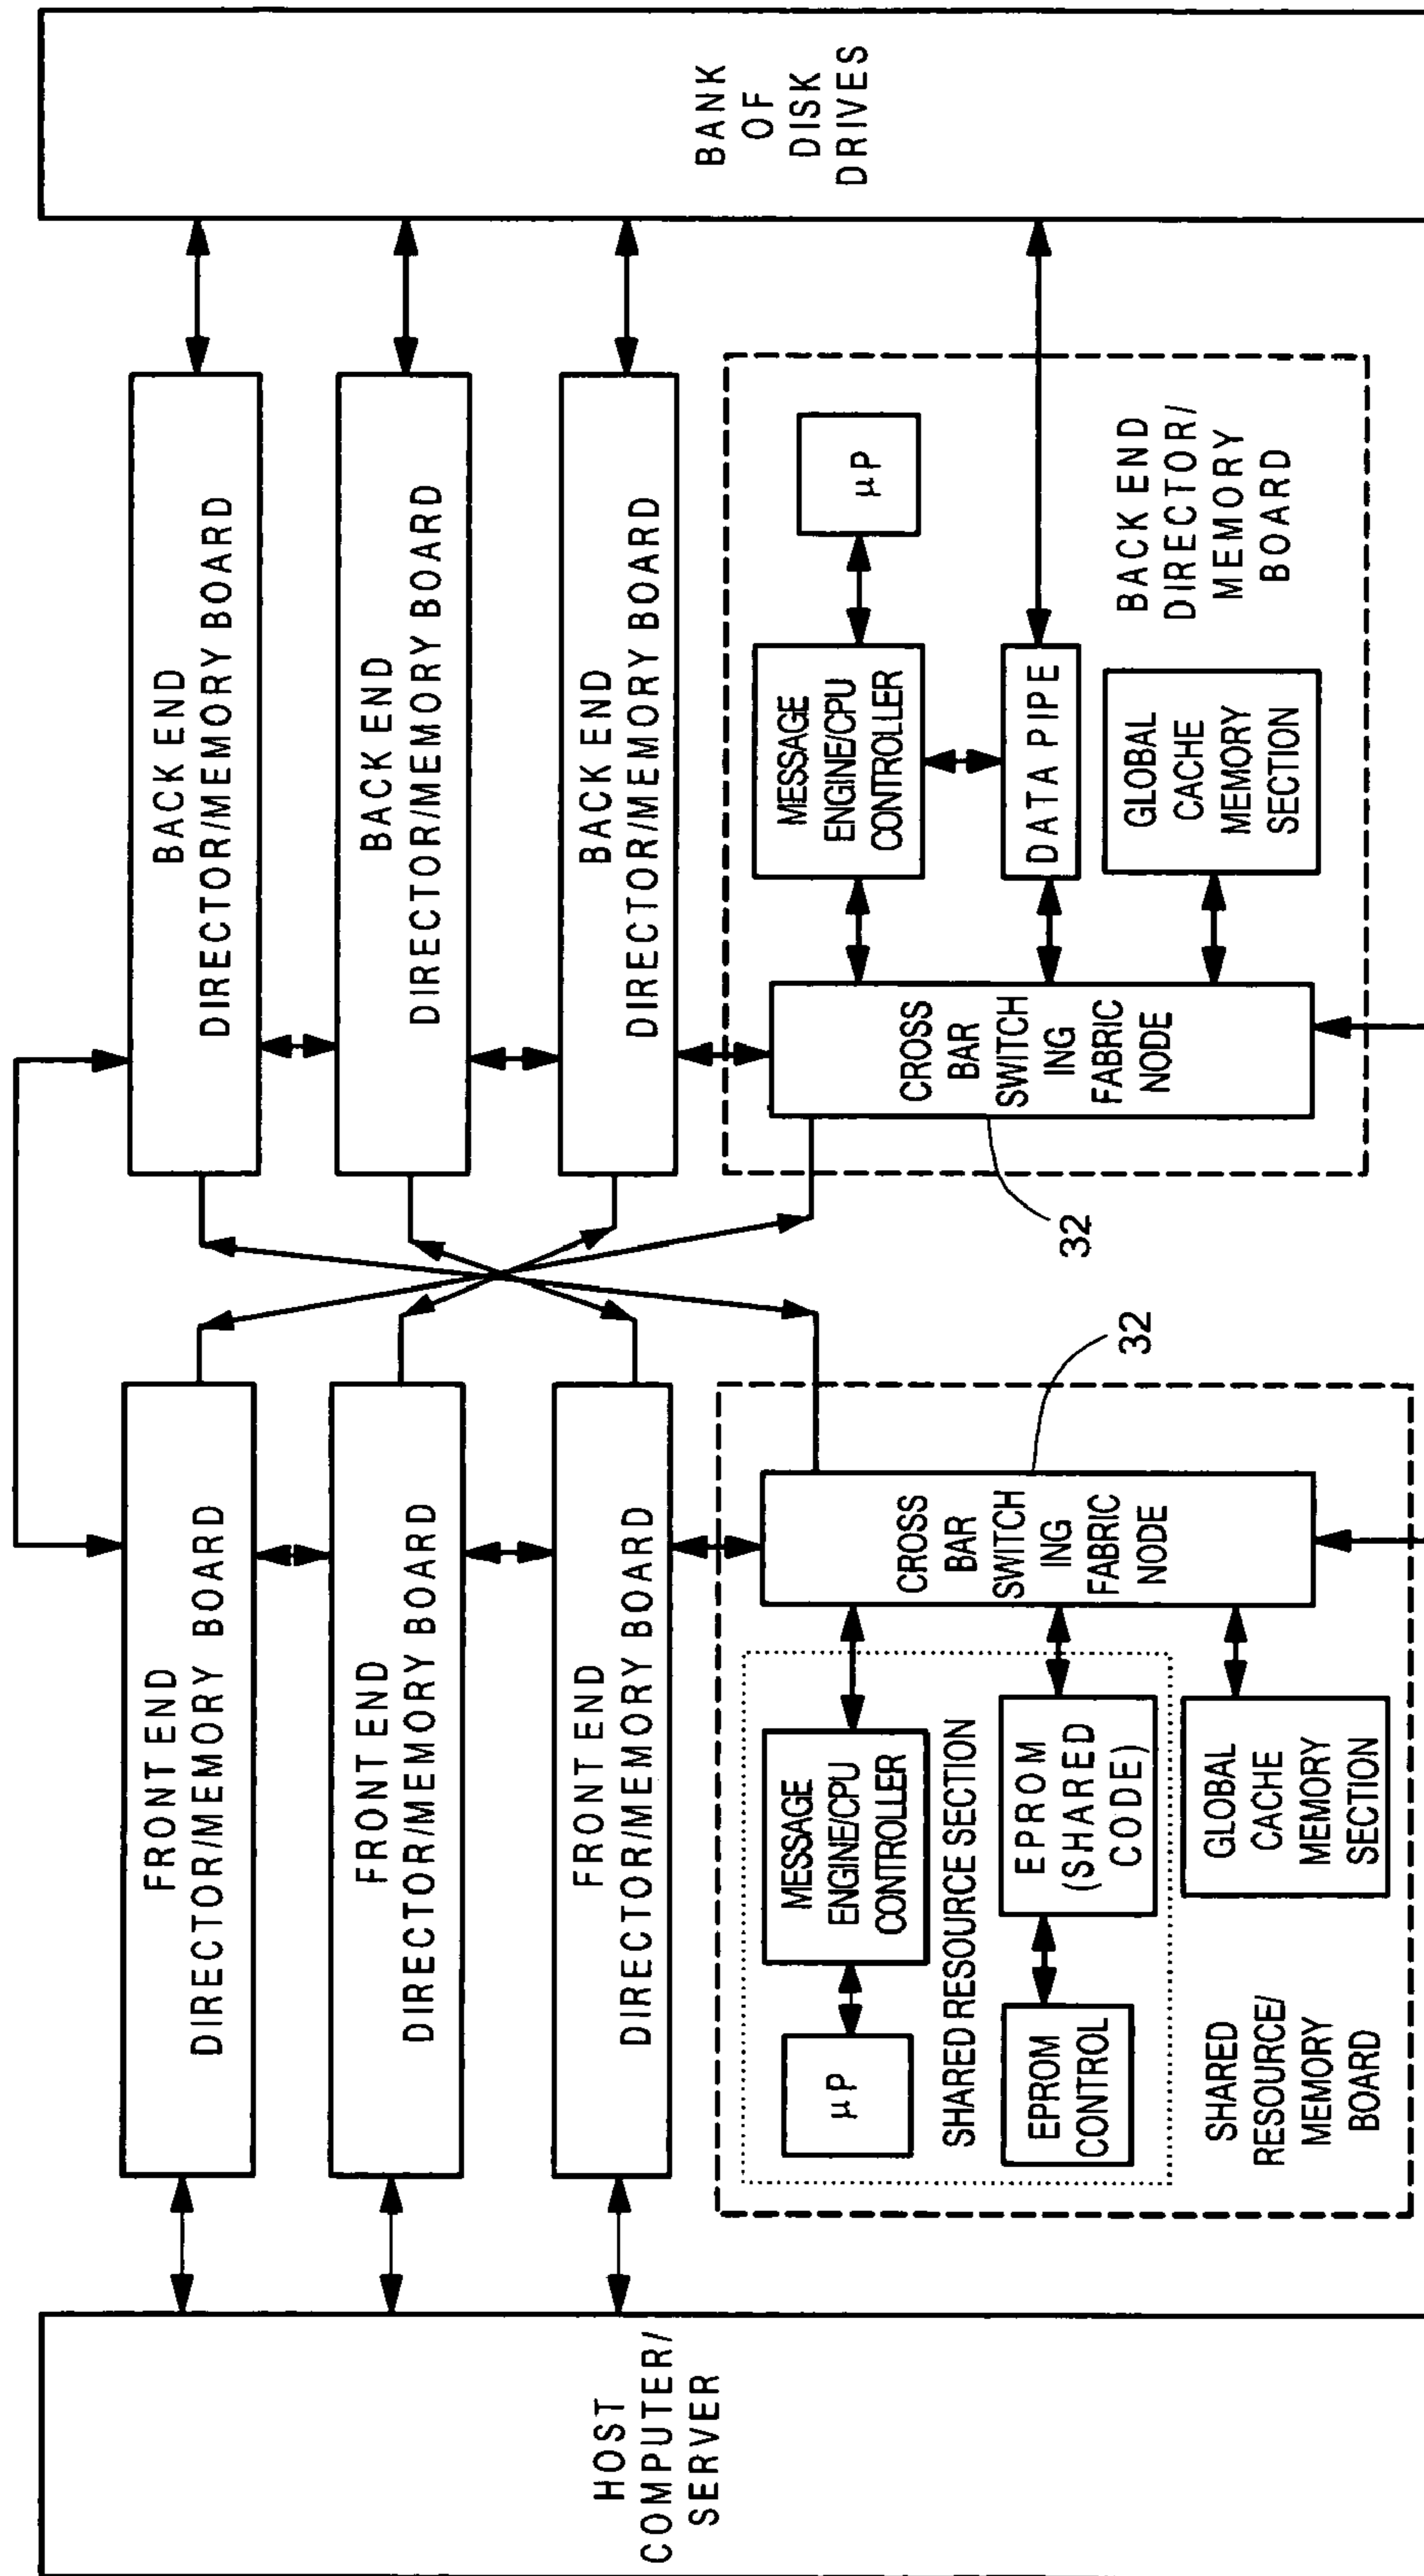 HOST
COMPUTER/
SERVER
FRONT END
DIRECTOR/MEMORY BOARD
FRONT END
DIRECTOR/MEMORY BOARD
FRONT END
DIRECTOR/MEMORY BOARD
µP
MESSAGE
ENGINE/CPU
CONTROLLER
SHARED RESOURCE SECTION
EPROM
CONTROL
EPROM
(SHARED
CODE)
GLOBAL
CACHE
MEMORY
SECTION
SHARED
RESOURCE/
MEMORY
BOARD
CROSS
BAR
SWITCH
ING
FABRIC
NODE
32
BACK END
DIRECTOR/MEMORY BOARD
BACK END
DIRECTOR/MEMORY BOARD
BACK END
DIRECTOR/MEMORY BOARD
CROSS
BAR
SWITCH
ING
FABRIC
NODE
32
MESSAGE
ENGINE/CPU
CONTROLLER
µP
DATA PIPE
GLOBAL
CACHE
MEMORY
SECTION
BACK END
DIRECTOR/
MEMORY
BOARD
BANK
OF
DISK
DRIVES